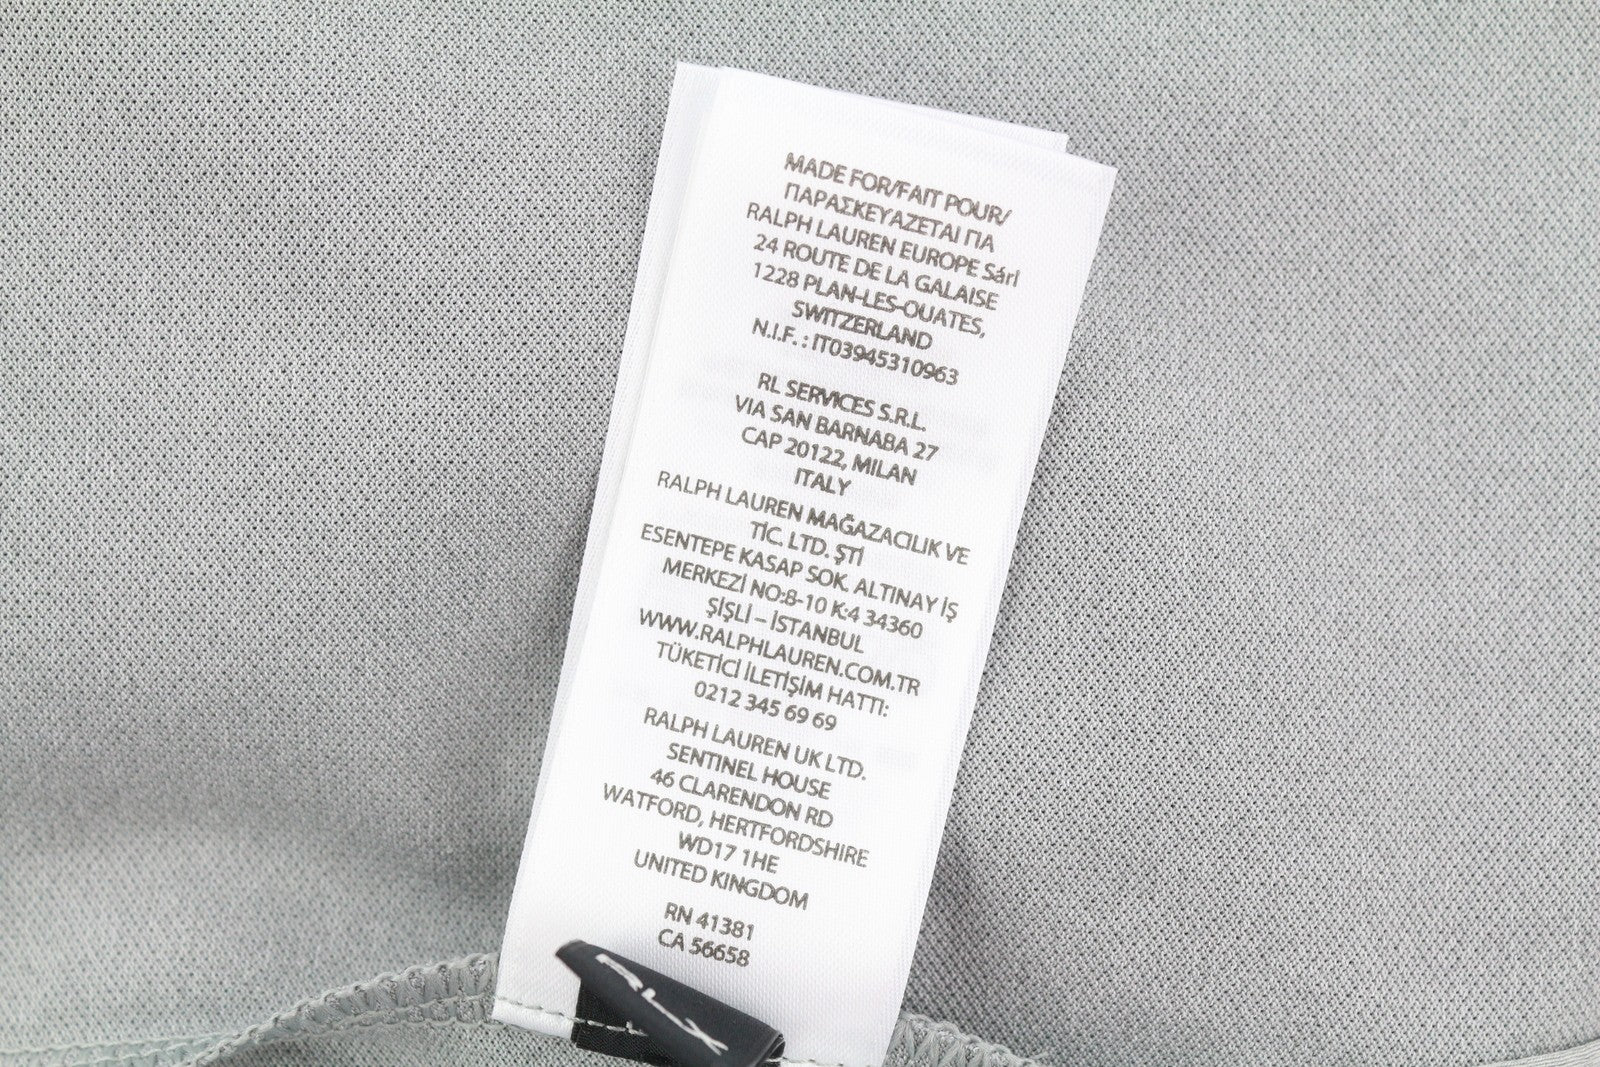 MADE FOR/FAIT POUR/
ΠΑΡΑΣΚΕΥΑΖΕΤΑΙ ΓΙΑ
RALPH LAUREN EUROPE Sárl
24 ROUTE DE LA GALAISE
1228 PLAN-LES-OUATES,
SWITZERLAND
N.I.F. : IT03945310963
RL SERVICES S.R.L.
VIA SAN BARNABA 27
CAP 20122, MILAN
ITALY
RALPH LAUREN MAĞAZACILIK VE
TİC. LTD. ŞTİ
ESENTEPE KASAP SOK. ALTINAY İŞ
MERKEZİ NO:8-10 K:4 34360
ŞİŞLİ – İSTANBUL
WWW.RALPHLAUREN.COM.TR
TÜKETİCİ İLETİŞİM HATTI:
0212 345 69 69
RALPH LAUREN UK LTD.
SENTINEL HOUSE
46 CLARENDON RD
WATFORD, HERTFORDSHIRE
WD17 1HE
UNITED KINGDOM
RN 41381
CA 56658